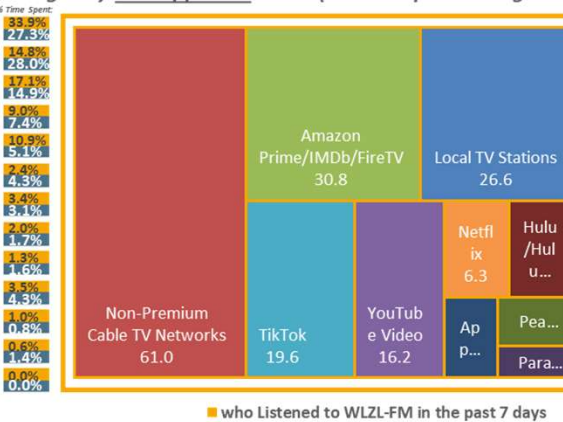 % Time Spent:
33.9%
27.3%
14.8%
28.0%
17.1%
14.9%
9.0%
7.4%
10.9%
5.1%
2.4%
4.3%
3.4%
3.1%
2.0%
1.7%
1.3%
1.6%
3.5%
4.3%
1.0%
0.8%
0.6%
1.4%
0.0%
0.0%
Non-Premium
Cable TV Networks
61.0
Amazon
Prime/IMDb/FireTV
30.8
Local TV Stations
26.6
TikTok
19.6
YouTub
e Video
16.2
Netfl
ix
6.3
Hulu
/Hul
u...
Ap
p...
Pea...
Para...
who Listened to WLZL-FM in the past 7 days